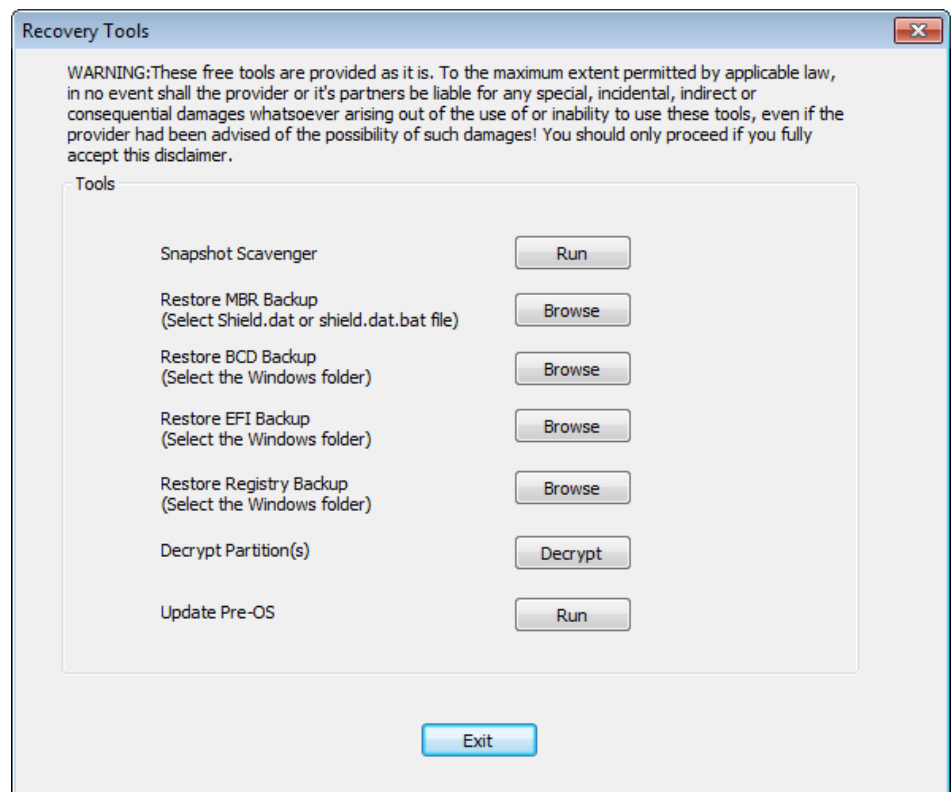 Recovery Tools
WARNING:These free tools are provided as it is. To the maximum extent permitted by applicable law,
in no event shall the provider or it's partners be liable for any special, incidental, indirect or
consequential damages whatsoever arising out of the use of or inability to use these tools, even if the
provider had been advised of the possibility of such damages! You should only proceed if you fully
accept this disclaimer.
Tools
Snapshot Scavenger Run
Restore MBR Backup
(Select Shield.dat or shield.dat.bat file) Browse
Restore BCD Backup
(Select the Windows folder) Browse
Restore EFI Backup
(Select the Windows folder) Browse
Restore Registry Backup
(Select the Windows folder) Browse
Decrypt Partition(s) Decrypt
Update Pre-OS Run
Exit